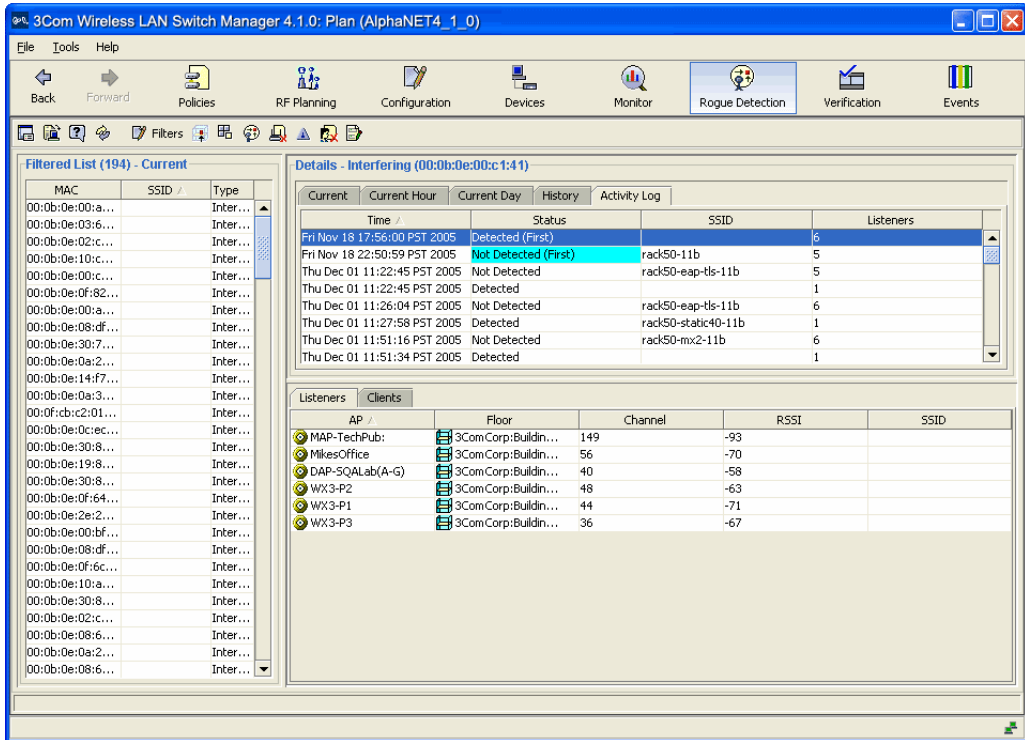 3Com Wireless LAN Switch Manager 4.1.0: Plan (AlphaNET4_1_0)
File Tools Help
Back Forward Policies RF Planning Configuration Devices Monitor Rogue Detection Verification Events
Filters
Filtered List (194) - Current
MAC SSID Type
00:0b:0e:00:a... Inter...
00:0b:0e:03:6... Inter...
00:0b:0e:02:c... Inter...
00:0b:0e:10:c... Inter...
00:0b:0e:00:c... Inter...
00:0b:0e:0f:82... Inter...
00:0b:0e:00:a... Inter...
00:0b:0e:08:df... Inter...
00:0b:0e:30:7... Inter...
00:0b:0e:0a:2... Inter...
00:0b:0e:14:f7... Inter...
00:0b:0e:0a:3... Inter...
00:0f:cb:c2:01... Inter...
00:0b:0e:0c:ec... Inter...
00:0b:0e:30:8... Inter...
00:0b:0e:19:8... Inter...
00:0b:0e:30:8... Inter...
00:0b:0e:0f:64... Inter...
00:0b:0e:2e:2... Inter...
00:0b:0e:00:bf... Inter...
00:0b:0e:08:df... Inter...
00:0b:0e:0f:6c... Inter...
00:0b:0e:10:a... Inter...
00:0b:0e:30:8... Inter...
00:0b:0e:02:c... Inter...
00:0b:0e:08:6... Inter...
00:0b:0e:0a:2... Inter...
00:0b:0e:08:6... Inter...
Details - Interfering (00:0b:0e:00:c1:41)
Current Current Hour Current Day History Activity Log
Time Status SSID Listeners
Fri Nov 18 17:56:00 PST 2005 Detected (First) 6
Fri Nov 18 22:50:59 PST 2005 Not Detected (First) rack50-11b 5
Thu Dec 01 11:22:45 PST 2005 Not Detected rack50-eap-tls-11b 5
Thu Dec 01 11:22:45 PST 2005 Detected 1
Thu Dec 01 11:26:04 PST 2005 Not Detected rack50-eap-tls-11b 6
Thu Dec 01 11:27:58 PST 2005 Detected rack50-static40-11b 1
Thu Dec 01 11:51:16 PST 2005 Not Detected rack50-mx2-11b 6
Thu Dec 01 11:51:34 PST 2005 Detected 1
Listeners Clients
AP Floor Channel RSSI SSID
MAP-TechPub: 3ComCorp:Buildin... 149 -93
MikesOffice 3ComCorp:Buildin... 56 -70
DAP-SQALab(A-G) 3ComCorp:Buildin... 40 -58
WX3-P2 3ComCorp:Buildin... 48 -63
WX3-P1 3ComCorp:Buildin... 44 -71
WX3-P3 3ComCorp:Buildin... 36 -67